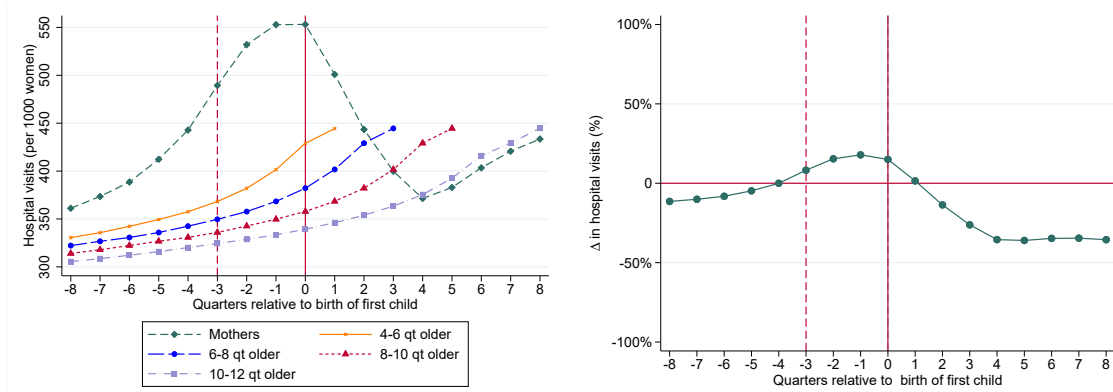 Hospital visits (per 1000 women)
550
500
450
400
350
300
-8 -7 -6 -5 -4 -3 -2 -1 0 1 2 3 4 5 6 7 8
Quarters relative to birth of first child
Mothers 4-6 qt older
6-8 qt older 8-10 qt older
10-12 qt older
Δ in hospital visits (%)
100%
50%
0
-50%
-100%
-8 -7 -6 -5 -4 -3 -2 -1 0 1 2 3 4 5 6 7 8
Quarters relative to birth of first child